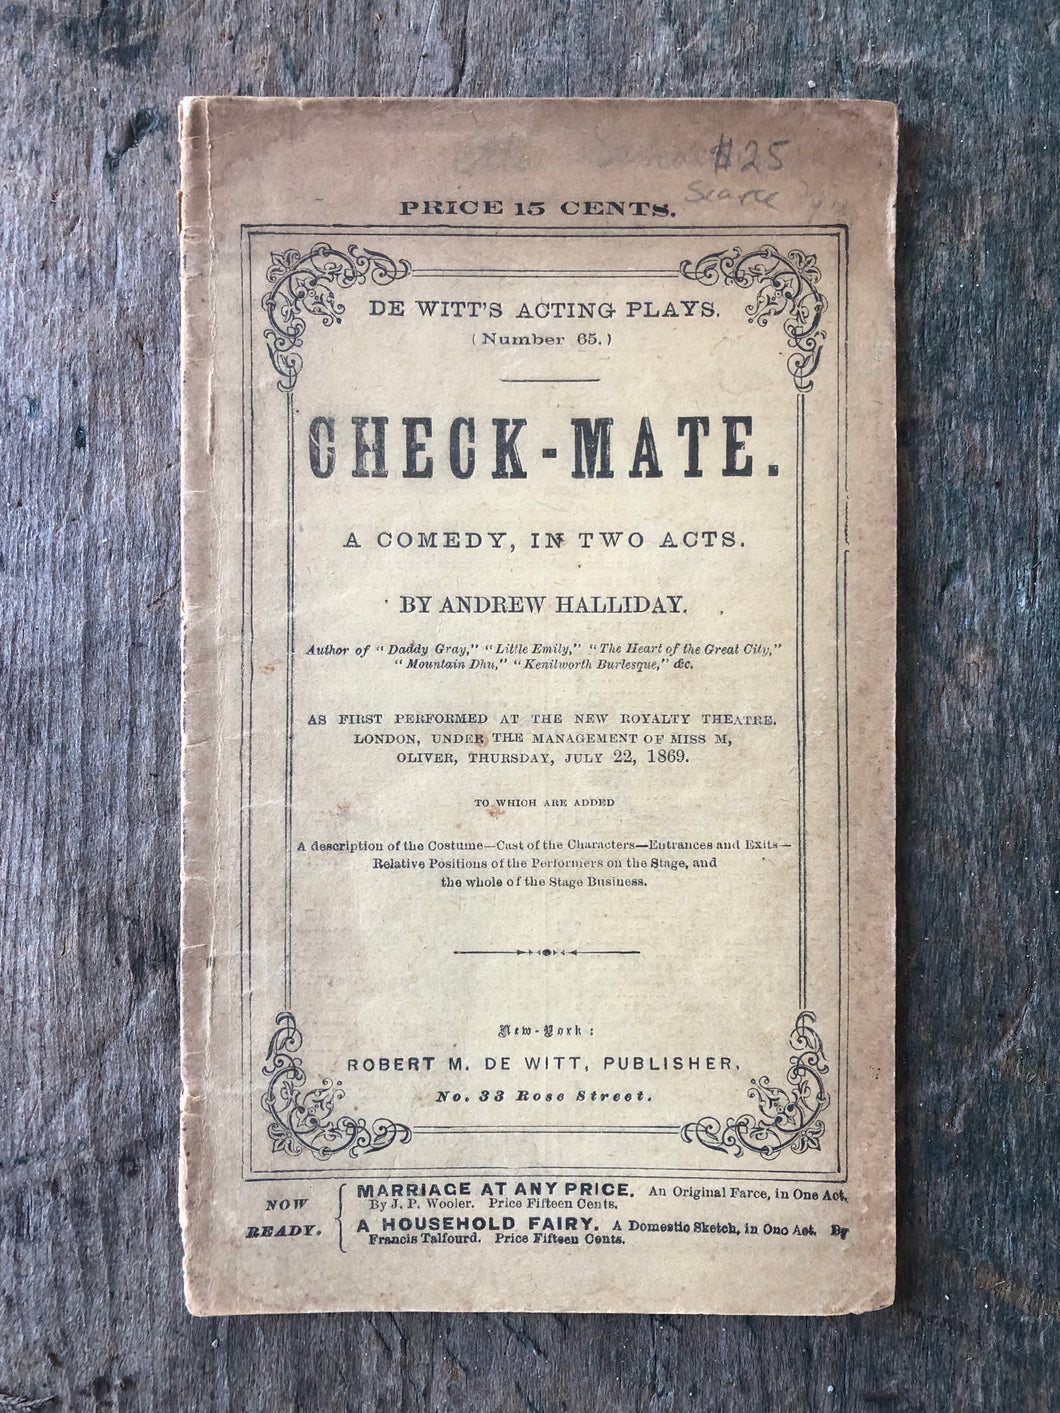 $25
Scarce
PRICE 15 CENTS.
DE WITT'S ACTING PLAYS.
(Number 65.)
CHECK-MATE.
A COMEDY, IN TWO ACTS.
BY ANDREW HALLIDAY.
Author of "Daddy Gray," "Little Emily," "The Heart of the Great City,"
"Mountain Dhu," "Kenilworth Burlesque," &c.
AS FIRST PERFORMED AT THE NEW ROYALTY THEATRE.
LONDON, UNDER THE MANAGEMENT OF MISS M,
OLIVER, THURSDAY, JULY 22, 1869.
TO WHICH ARE ADDED
A description of the Costume—Cast of the Characters—Entrances and Exits—
Relative Positions of the Performers on the Stage, and
the whole of the Stage Business.
New-York:
ROBERT M. DE WITT, PUBLISHER,
No. 33 Rose Street.
NOW READY.
MARRIAGE AT ANY PRICE. An Original Farce, in One Act.
By J. P. Wooler. Price Fifteen Cents.
A HOUSEHOLD FAIRY. A Domestic Sketch, in One Act. By
Francis Talfourd. Price Fifteen Cents.